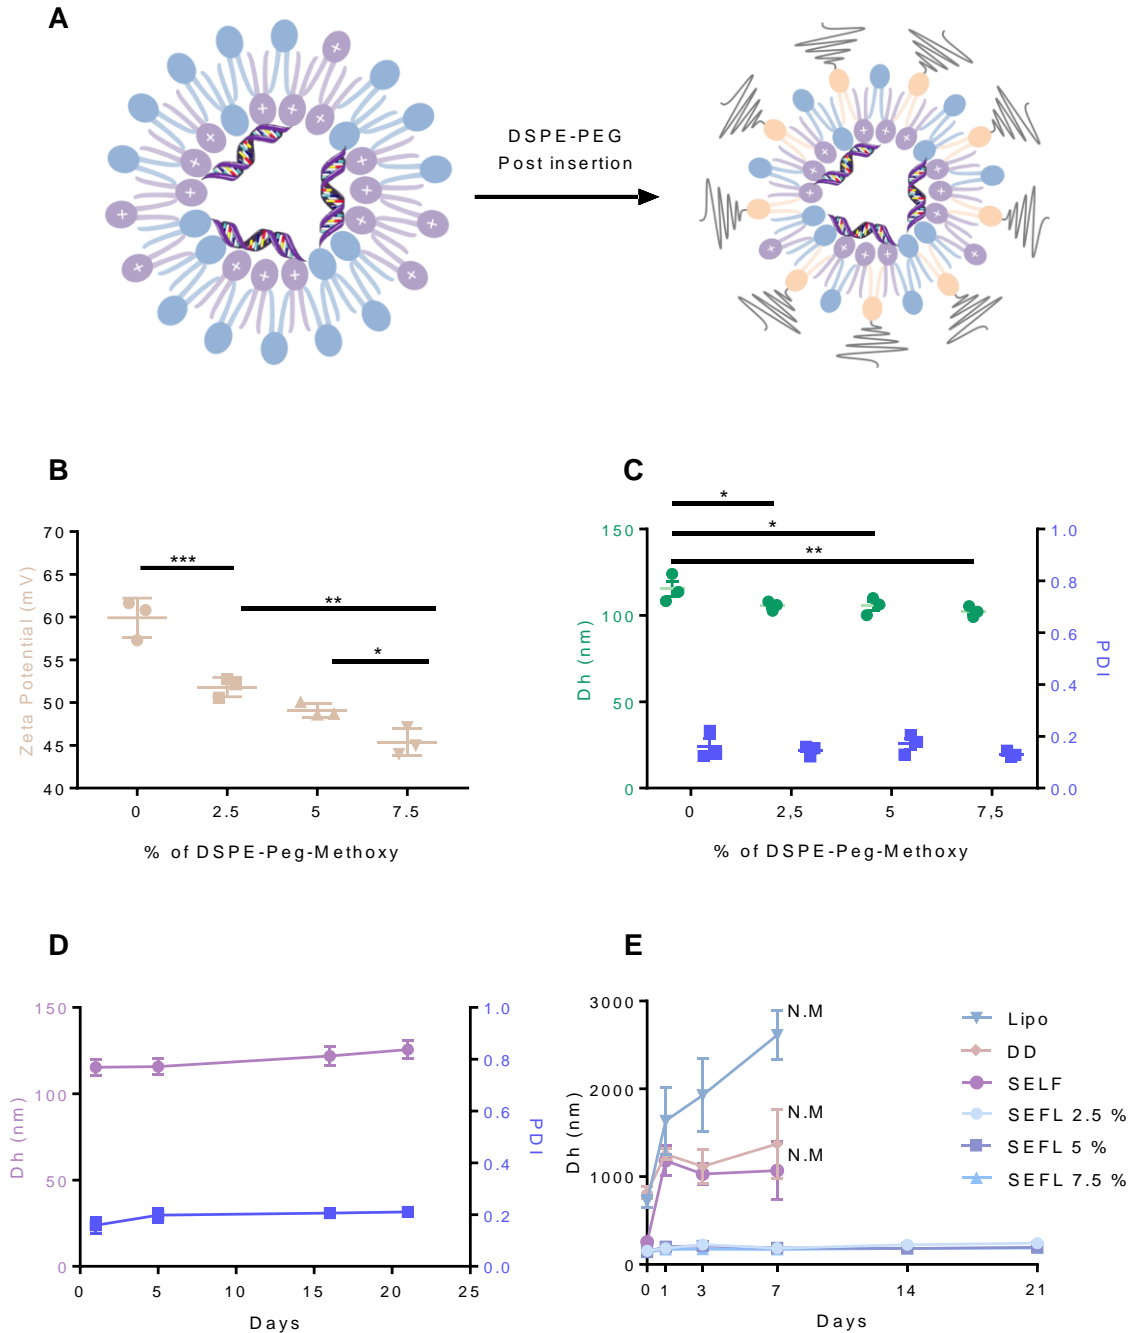 A
DSPE-PEG
Post insertion
B
70
65
60
55
50
45
40
Zeta Potential (mV)
***
**
*
0 2.5 5 7.5
% of DSPE-Peg-Methoxy
C
*
*
**
150
100
50
0
Dh (nm)
1.0
0.8
0.6
0.4
0.2
0.0
PDI
0 2,5 5 7,5
% of DSPE-Peg-Methoxy
D
150
100
50
0
Dh (nm)
1.0
0.8
0.6
0.4
0.2
0.0
PDI
0 5 10 15 20 25
Days
E
3000
2000
1000
0
Dh (nm)
N.M
N.M
N.M
0 1 3 7 14 21
Days
Lipo
DD
SELF
SEFL 2.5 %
SEFL 5 %
SEFL 7.5 %